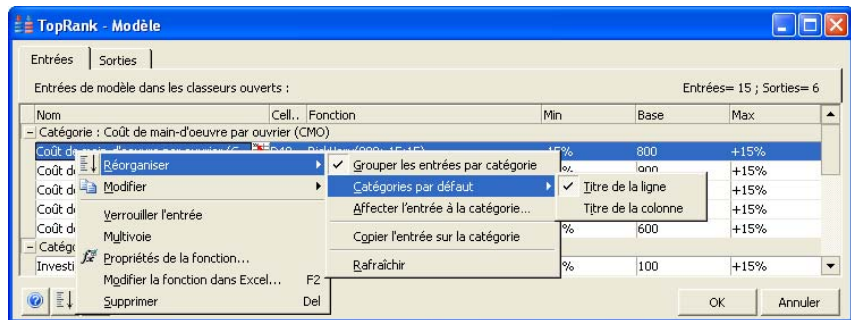 TopRank - Modèle
Entrées Sorties
Entrées de modèle dans les classeurs ouverts : Entrées= 15 ; Sorties= 6
Nom Cell.. Fonction Min Base Max
Catégorie : Coût de main-d'oeuvre par ouvrier (CMO)
800 +15%
Coût d +15%
Coût d +15%
Coût d +15%
Coût d % 600 +15%
Catégo
Investi % 100 +15%
Réorganiser
Modifier
Verrouiller l'entrée
Multivoie
Propriétés de la fonction...
Modifier la fonction dans Excel... F2
Supprimer Del
Grouper les entrées par catégorie
Catégories par défaut
Affecter l'entrée à la catégorie...
Copier l'entrée sur la catégorie
Rafraîchir
Titre de la ligne
Titre de la colonne
OK Annuler